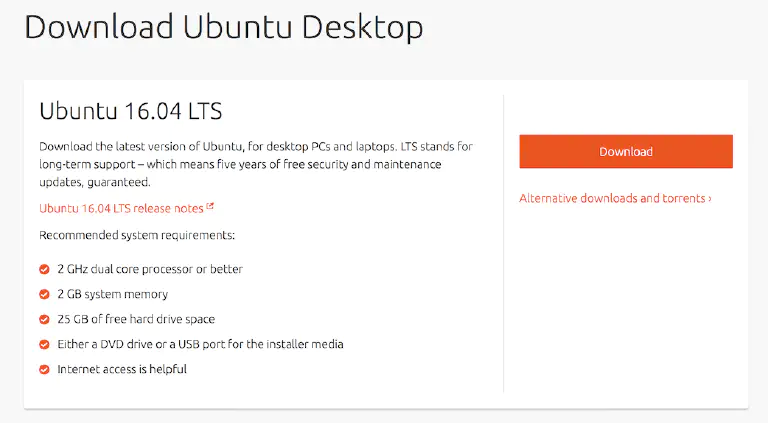 Download Ubuntu Desktop
Ubuntu 16.04 LTS
Download the latest version of Ubuntu, for desktop PCs and laptops. LTS stands for
long-term support – which means five years of free security and maintenance
updates, guaranteed.
Ubuntu 16.04 LTS release notes
Recommended system requirements:
2 GHz dual core processor or better
2 GB system memory
25 GB of free hard drive space
Either a DVD drive or a USB port for the installer media
Internet access is helpful
Download
Alternative downloads and torrents ›